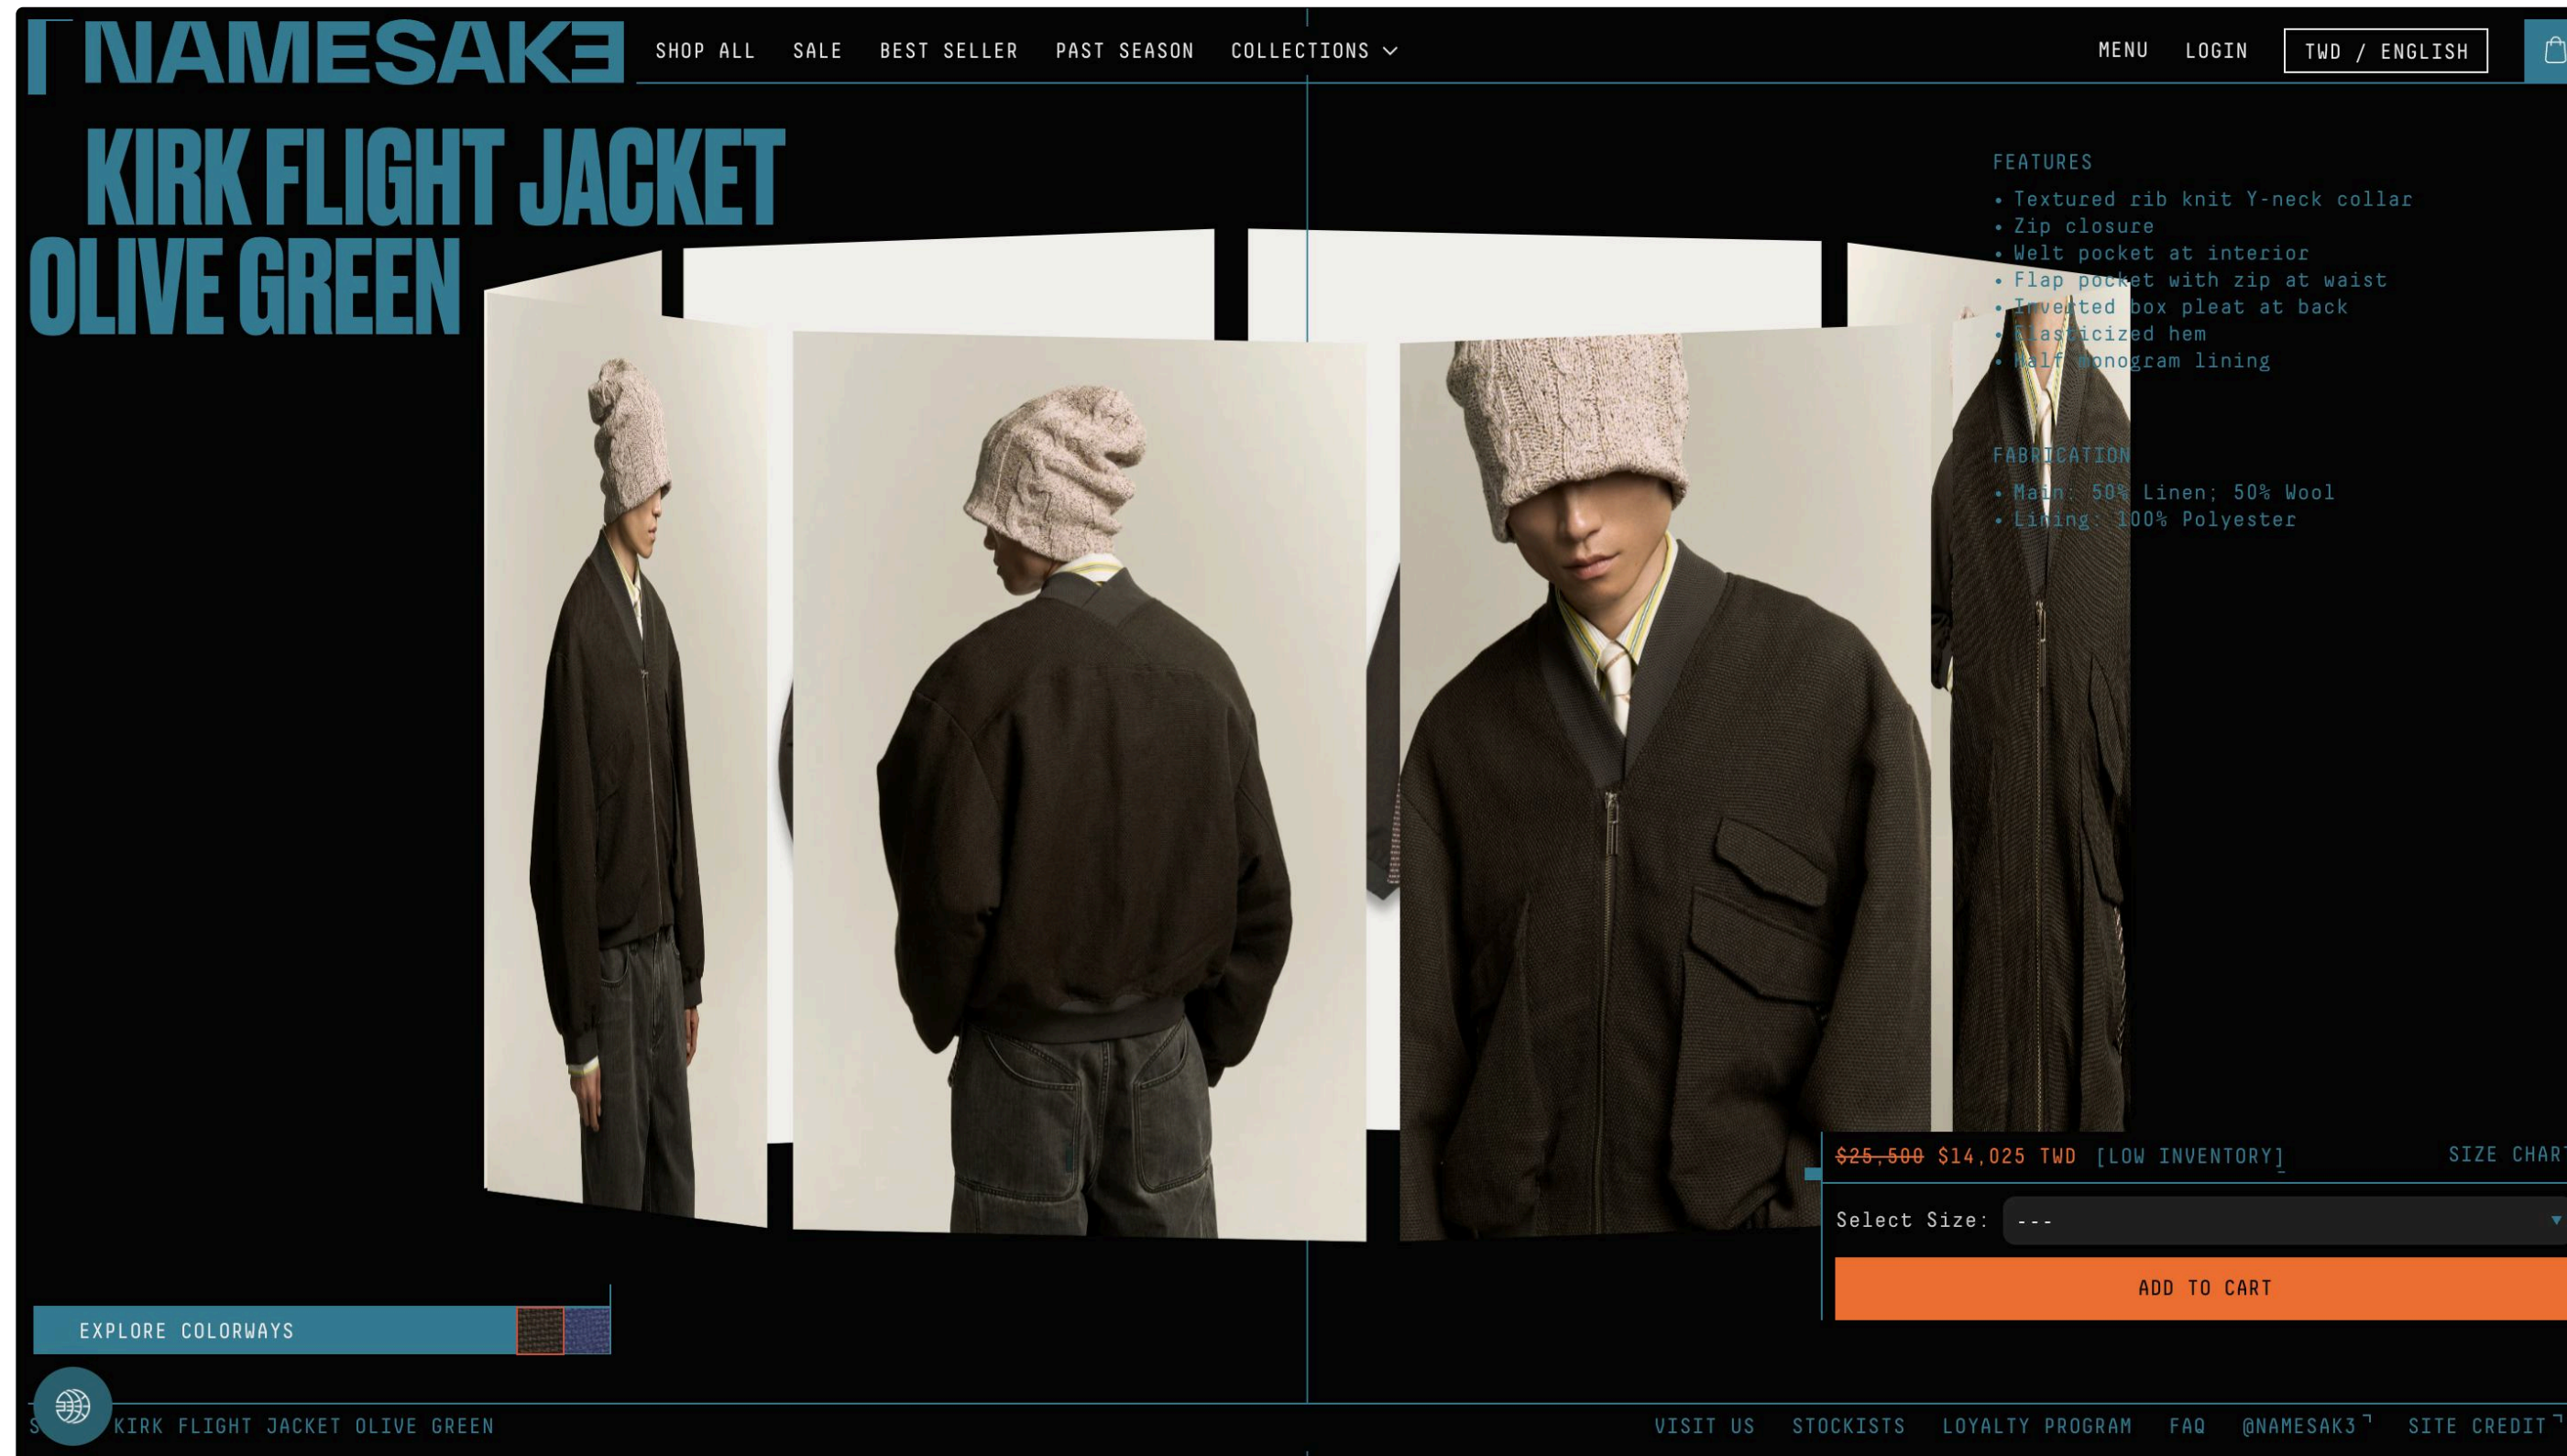 NAMESAKE
SHOP ALL
SALE
BEST SELLER
PAST SEASON
COLLECTIONS
MENU
LOGIN
TWD / ENGLISH
KIRK FLIGHT JACKET
OLIVE GREEN
FEATURES
• Textured rib knit Y-neck collar
• Zip closure
• Welt pocket at interior
• Flap pocket with zip at waist
• Inverted box pleat at back
• Elasticized hem
• Half monogram lining
FABRICATION
• Main: 50% Linen; 50% Wool
• Lining: 100% Polyester
$25,500 $14,025 TWD [LOW INVENTORY]
SIZE CHART
Select Size: ---
ADD TO CART
EXPLORE COLORWAYS
KIRK FLIGHT JACKET OLIVE GREEN
VISIT US
STOCKISTS
LOYALTY PROGRAM
FAQ
@NAMESAK3
SITE CREDIT